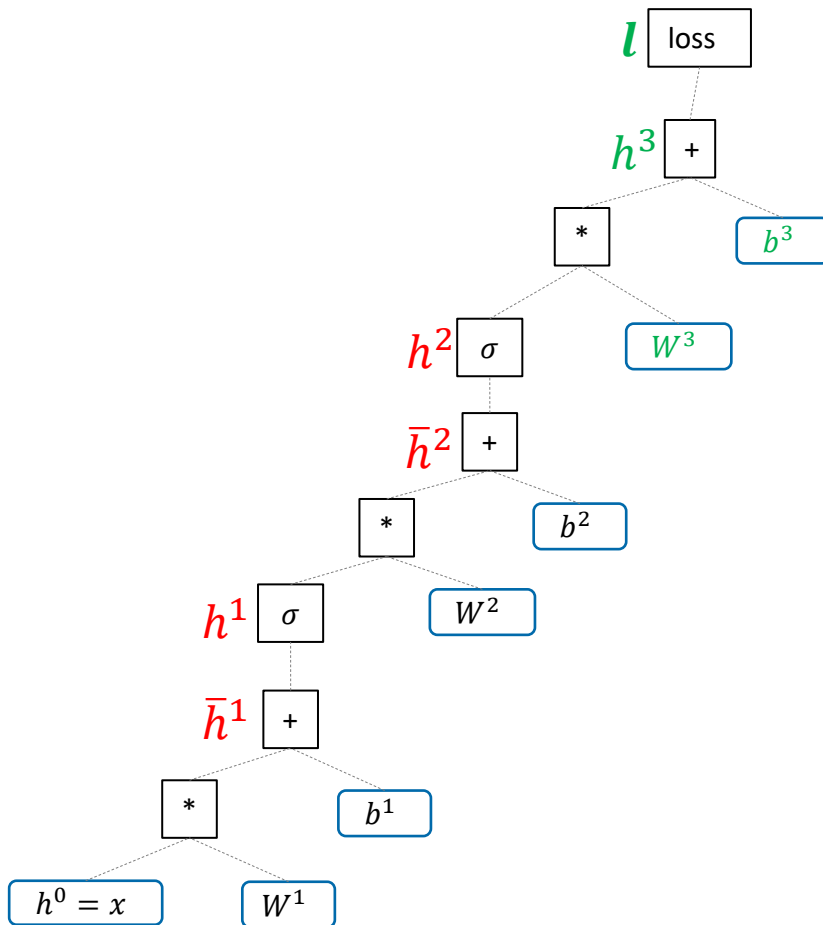 l loss
h³ +
* b³
h² σ W³
h̄² +
* b²
h¹ σ W²
h̄¹ +
* b¹
h⁰ = x W¹